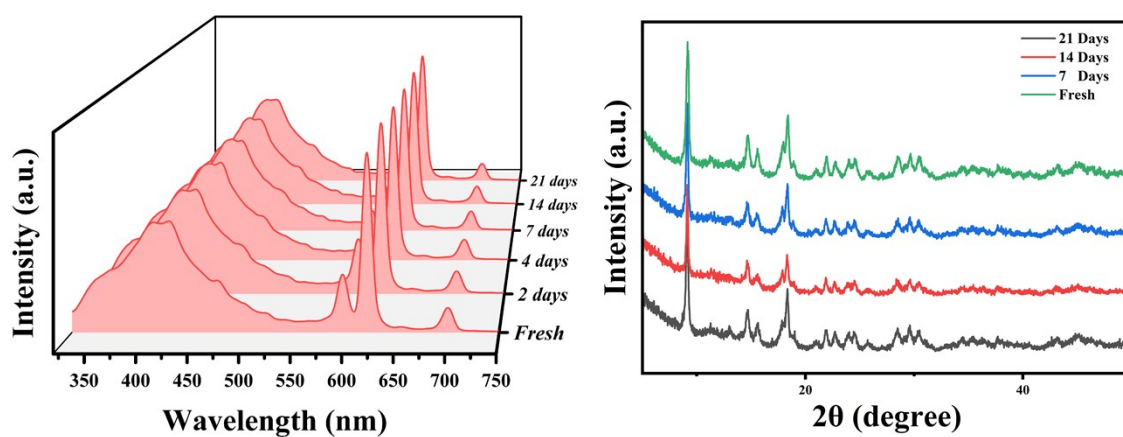 Intensity (a.u.)
21 days
14 days
7 days
4 days
2 days
Fresh
350 400 450 500 550 600 650 700 750
Wavelength (nm)
Intensity (a.u.)
21 Days
14 Days
7 Days
Fresh
20 40
2θ (degree)